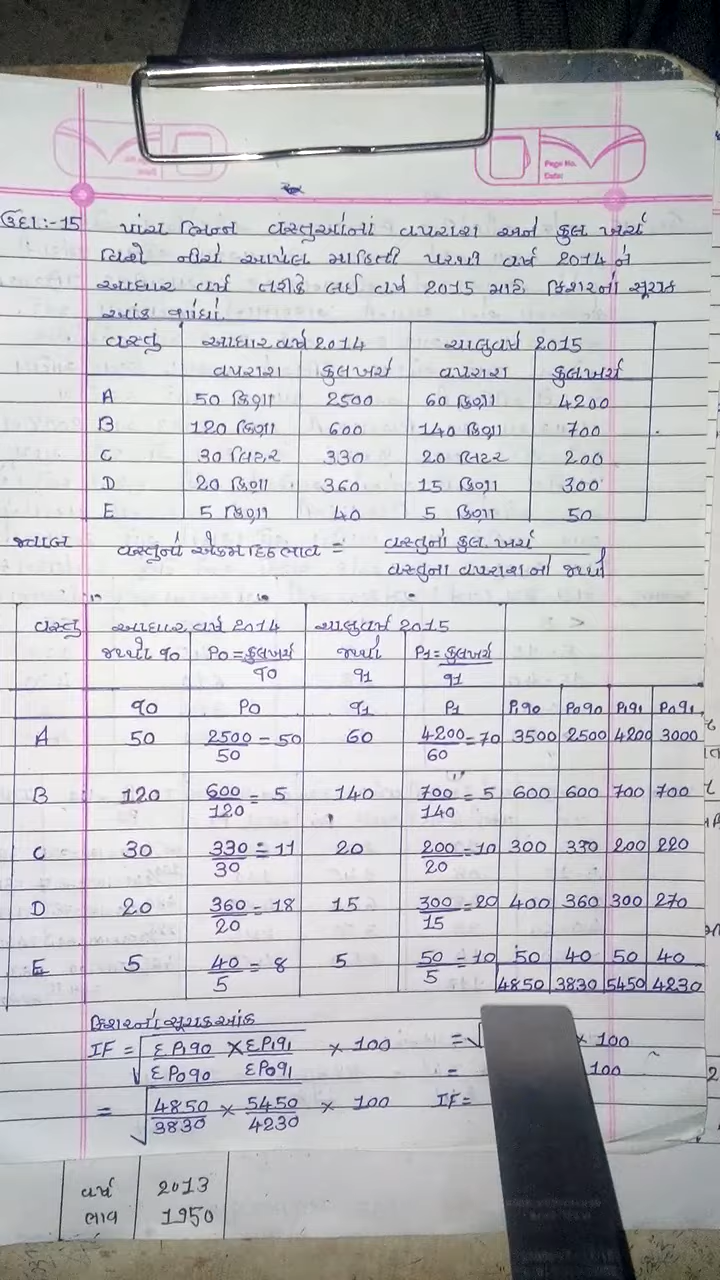 ઉદા:-15 પાંચ ભિન્ન વસ્તુઓનાં વપરાશ અને કુલ ખર્ચ
વિશે નીચે આપેલ માહિતી પરથી વર્ષ 2014 ને
આધાર વર્ષ તરીકે લઈ વર્ષ 2015 માટે ફિશરનો સૂચક
આંક શોધો.
વસ્તુ આધાર વર્ષ 2014 ચાલુવર્ષ 2015
વપરાશ કુલખર્ચ વપરાશ કુલખર્ચ
A 50 કિગ્રા 2500 60 કિગ્રા 4200
B 120 કિગ્રા 600 140 કિગ્રા 700
C 30 લિટર 330 20 લિટર 200
D 20 કિગ્રા 360 15 કિગ્રા 300
E 5 કિગ્રા 40 5 કિગ્રા 50
જવાબ વસ્તુનો એકમ દિઠ ભાવ = વસ્તુનો કુલ ખર્ચ
વસ્તુના વપરાશનો જથ્થો
વસ્તુ આધાર વર્ષ 2014 ચાલુવર્ષ 2015
જથ્થો q0 P0 = કુલખર્ચ / q0 જથ્થો q1 P1 = કુલખર્ચ / q1
q0 P0 q1 P1 P1q0 P0q0 P1q1 P0q1
A 50 2500/50 = 50 60 4200/60 = 70 3500 2500 4200 3000
B 120 600/120 = 5 140 700/140 = 5 600 600 700 700
C 30 330/30 = 11 20 200/20 = 10 300 330 200 220
D 20 360/20 = 18 15 300/15 = 20 400 360 300 270
E 5 40/5 = 8 5 50/5 = 10 50 40 50 40
4850 3830 5450 4230
ફિશરનો સૂચકઆંક
IF = √ΣP1q0/ΣP0q0 × ΣP1q1/ΣP0q1 × 100 = √ × 100
= 100
= √4850/3830 × 5450/4230 × 100 IF =
વર્ષ 2013
ભાવ 1950
Page No.
Date: